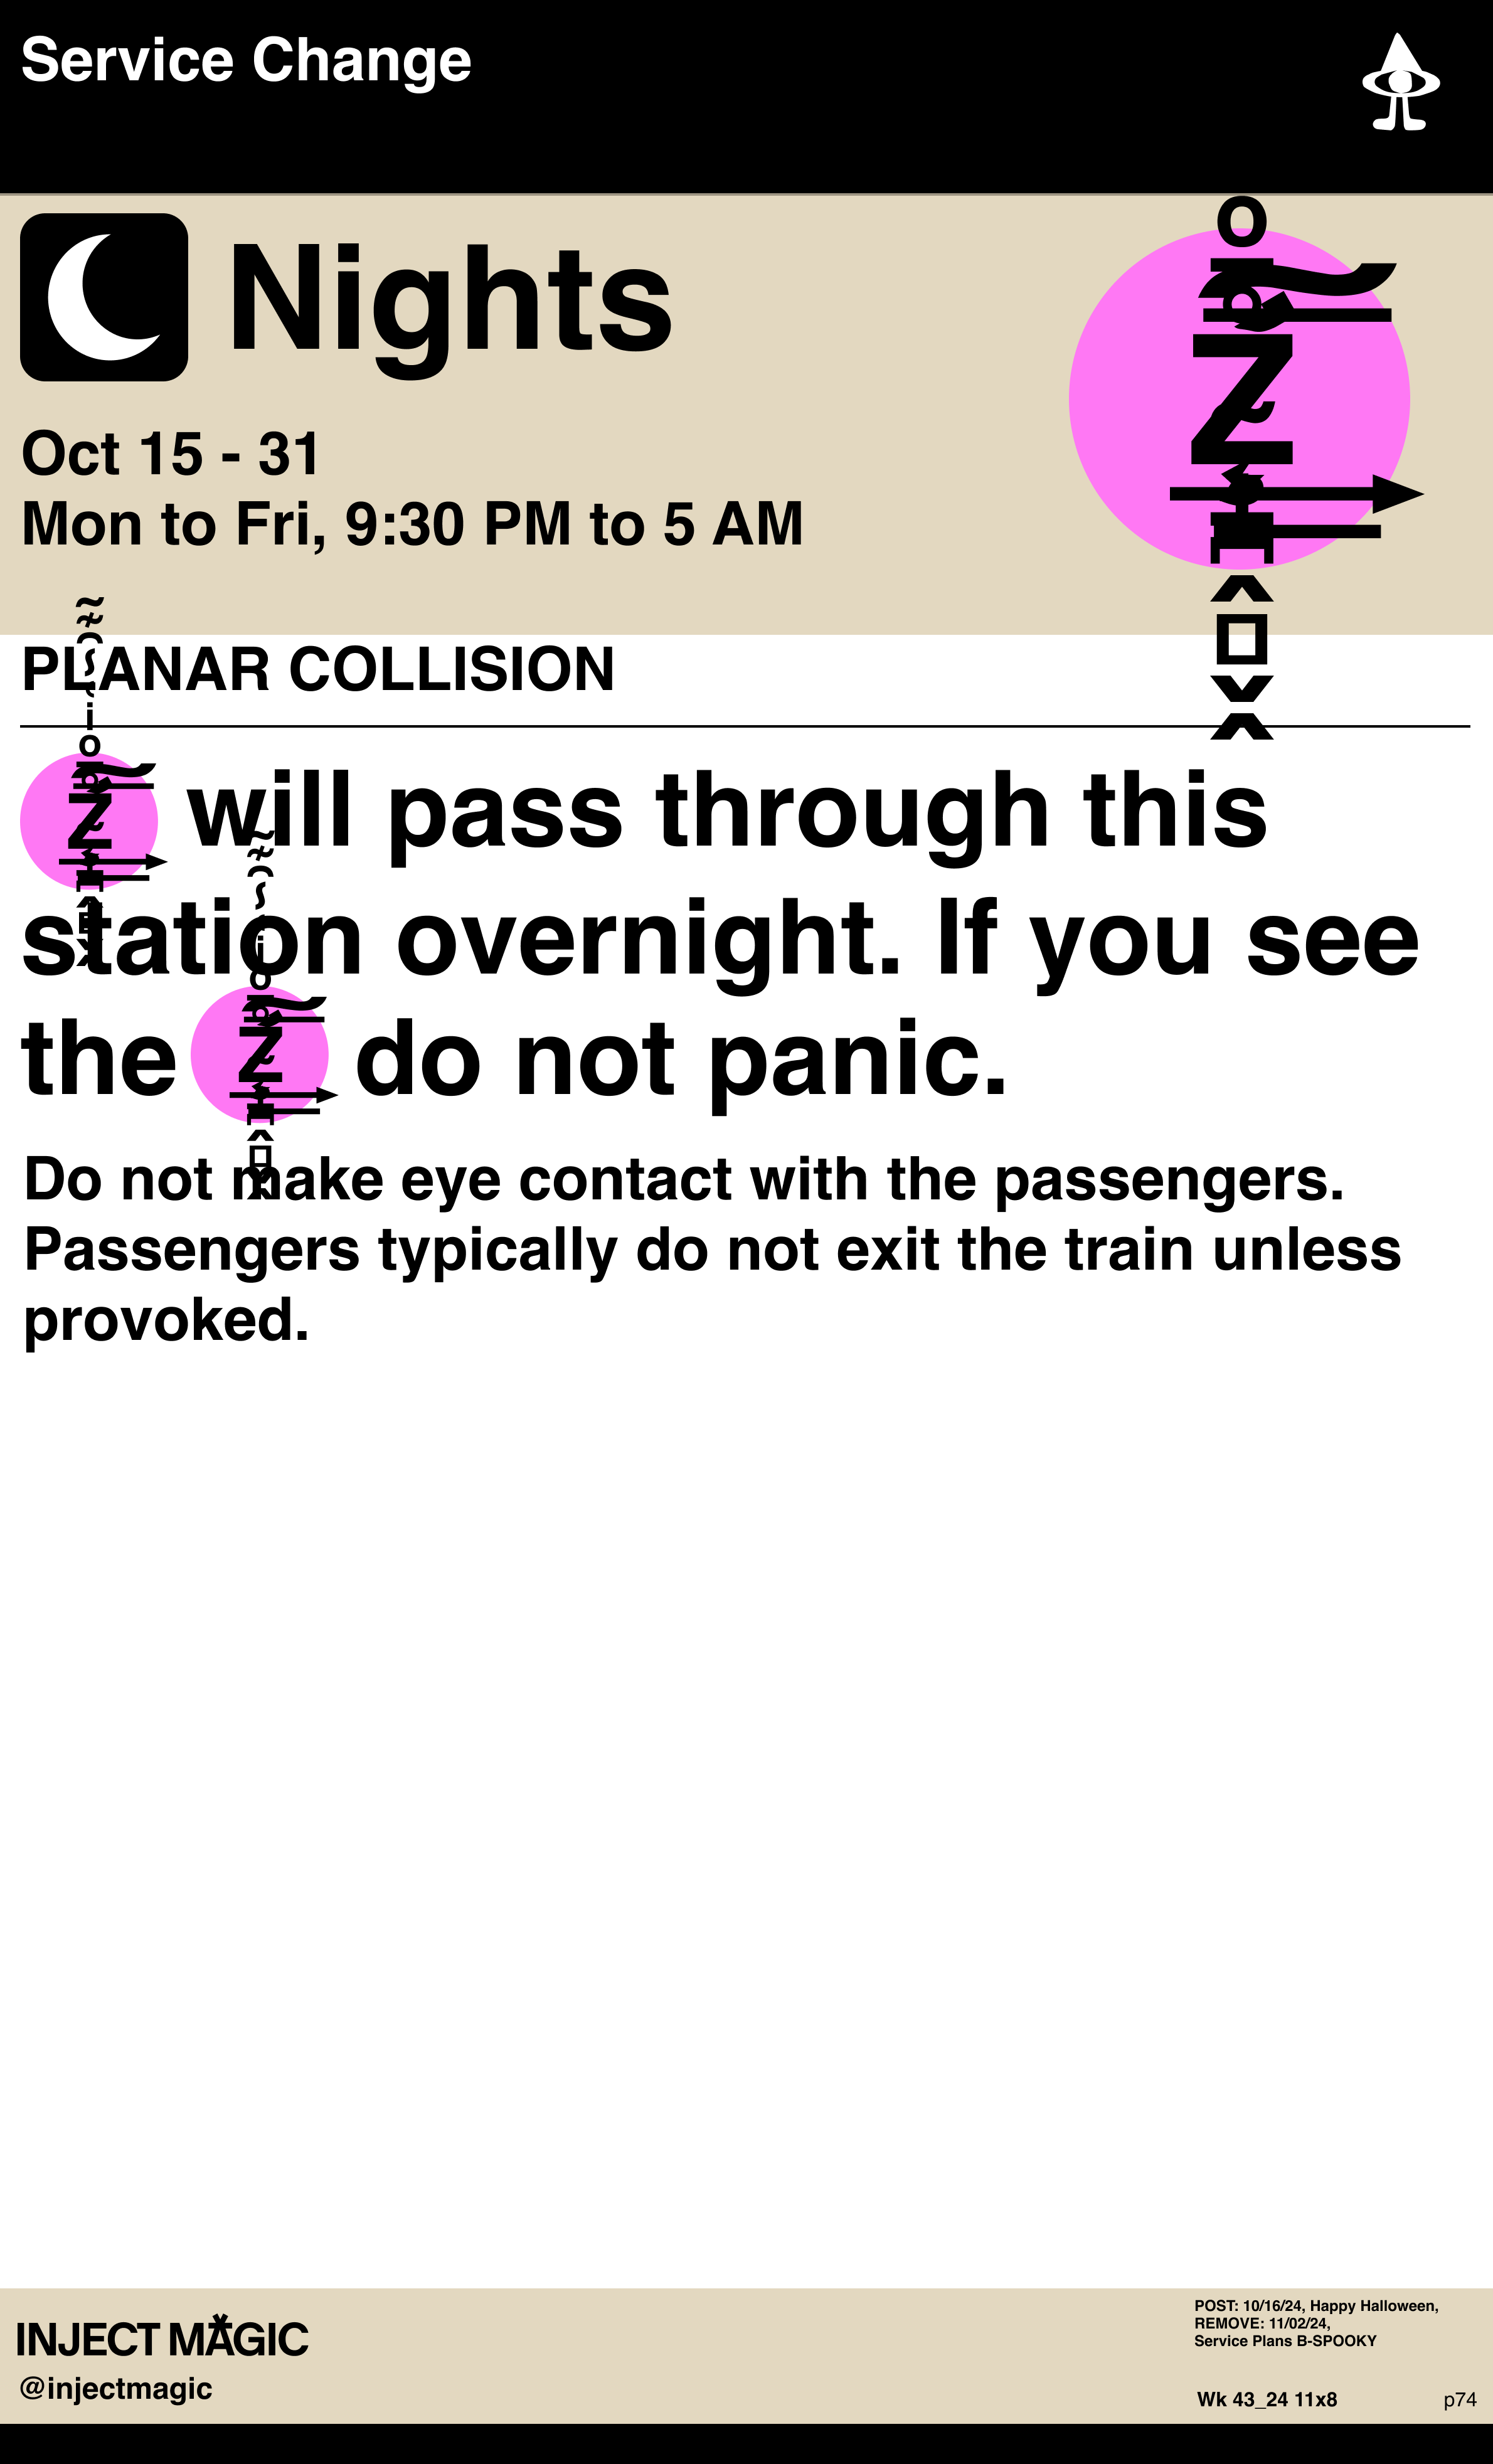 Service Change
Nights
Oct 15 - 31
Mon to Fri, 9:30 PM to 5 AM
PLANAR COLLISION
Z will pass through this
station overnight. If you see
the Z do not panic.
Do not make eye contact with the passengers.
Passengers typically do not exit the train unless
provoked.
INJECT MAGIC
@injectmagic
POST: 10/16/24, Happy Halloween,
REMOVE: 11/02/24,
Service Plans B-SPOOKY
Wk 43_24 11x8
p74